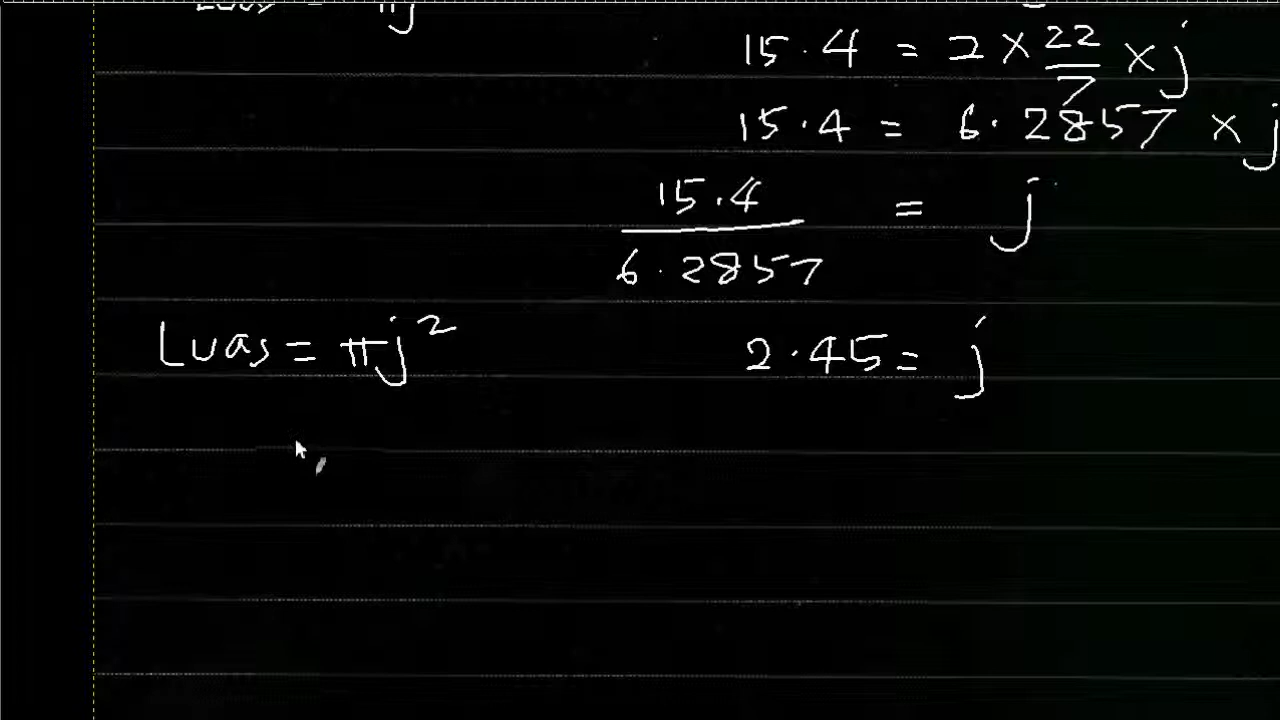 15.4 = 2 × 22/7 × j
15.4 = 6.2857 × j
15.4/6.2857 = j
Luas = πj²
2.45 = j